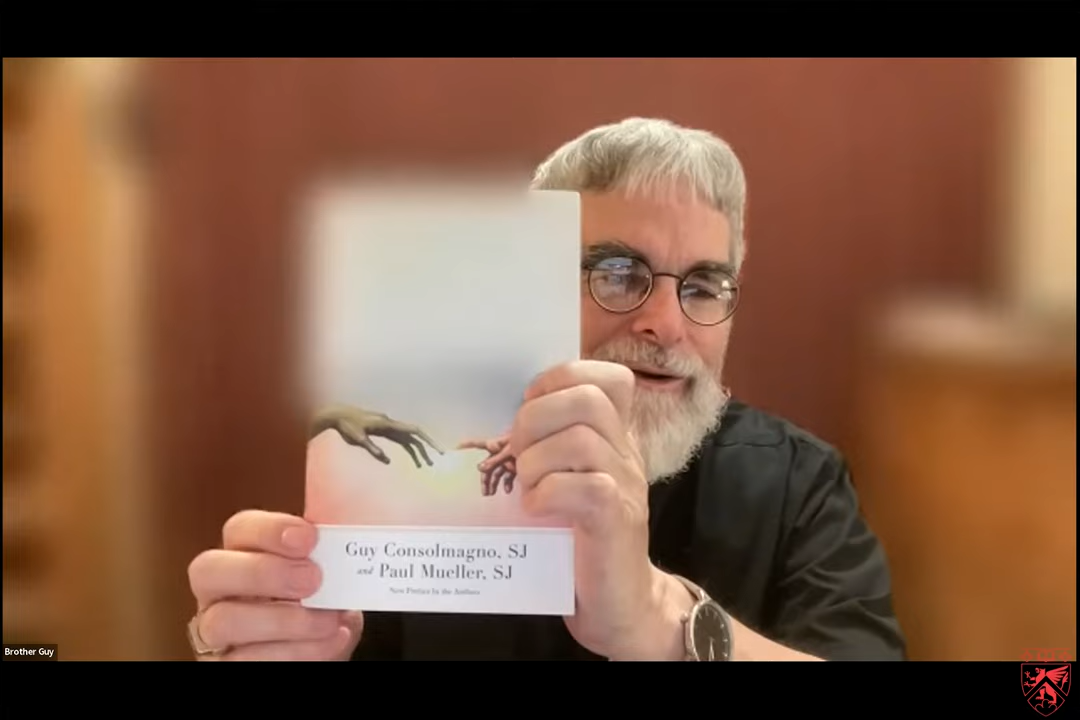 Guy Consolmagno, SJ
and Paul Mueller, SJ
New Preface by the Authors
Brother Guy